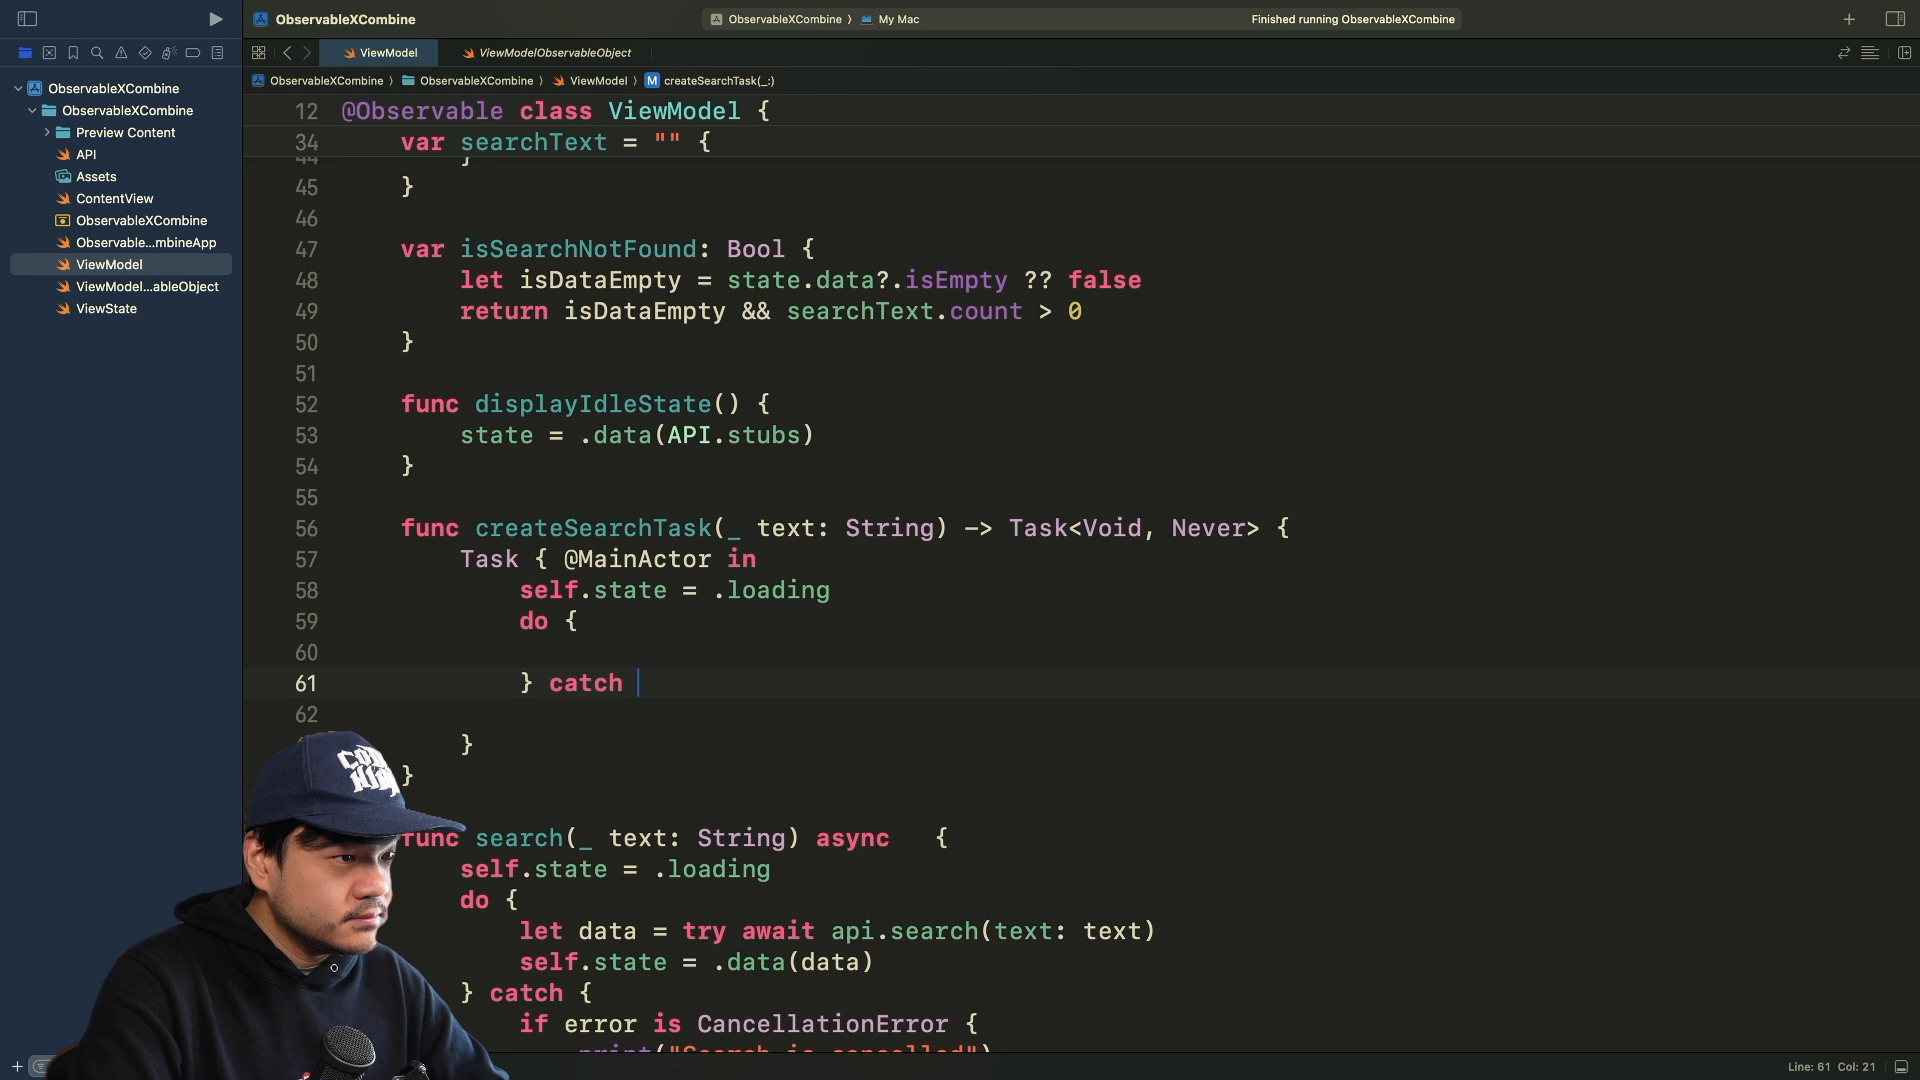 ObservableXCombine
ObservableXCombine 〉 My Mac
Finished running ObservableXCombine
ViewModel
ViewModelObservableObject
ObservableXCombine 〉 ObservableXCombine 〉 ViewModel 〉 M createSearchTask(_:)
ObservableXCombine
ObservableXCombine
Preview Content
API
Assets
ContentView
ObservableXCombine
Observable...mbineApp
ViewModel
ViewModel...ableObject
ViewState
12 @Observable class ViewModel {
34 var searchText = "" {
44 }
45 }
46
47 var isSearchNotFound: Bool {
48 let isDataEmpty = state.data?.isEmpty ?? false
49 return isDataEmpty && searchText.count > 0
50 }
51
52 func displayIdleState() {
53 state = .data(API.stubs)
54 }
55
56 func createSearchTask(_ text: String) -> Task<Void, Never> {
57 Task { @MainActor in
58 self.state = .loading
59 do {
60
61 } catch
62
}
}
func search(_ text: String) async {
self.state = .loading
do {
let data = try await api.search(text: text)
self.state = .data(data)
} catch {
if error is CancellationError {
print("Search is cancelled")
Line: 61 Col: 21